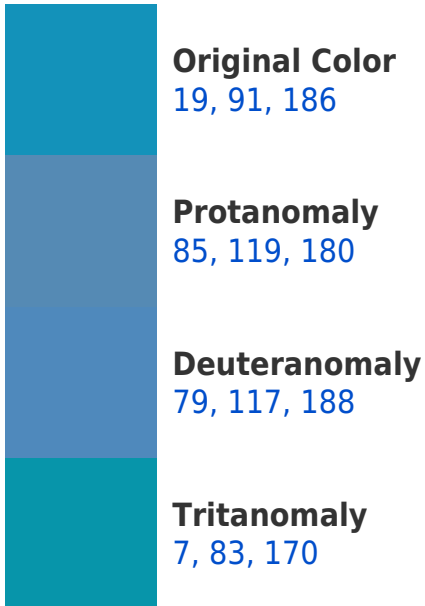 Original Color
19, 91, 186
Protanomaly
85, 119, 180
Deuteranomaly
79, 117, 188
Tritanomaly
7, 83, 170